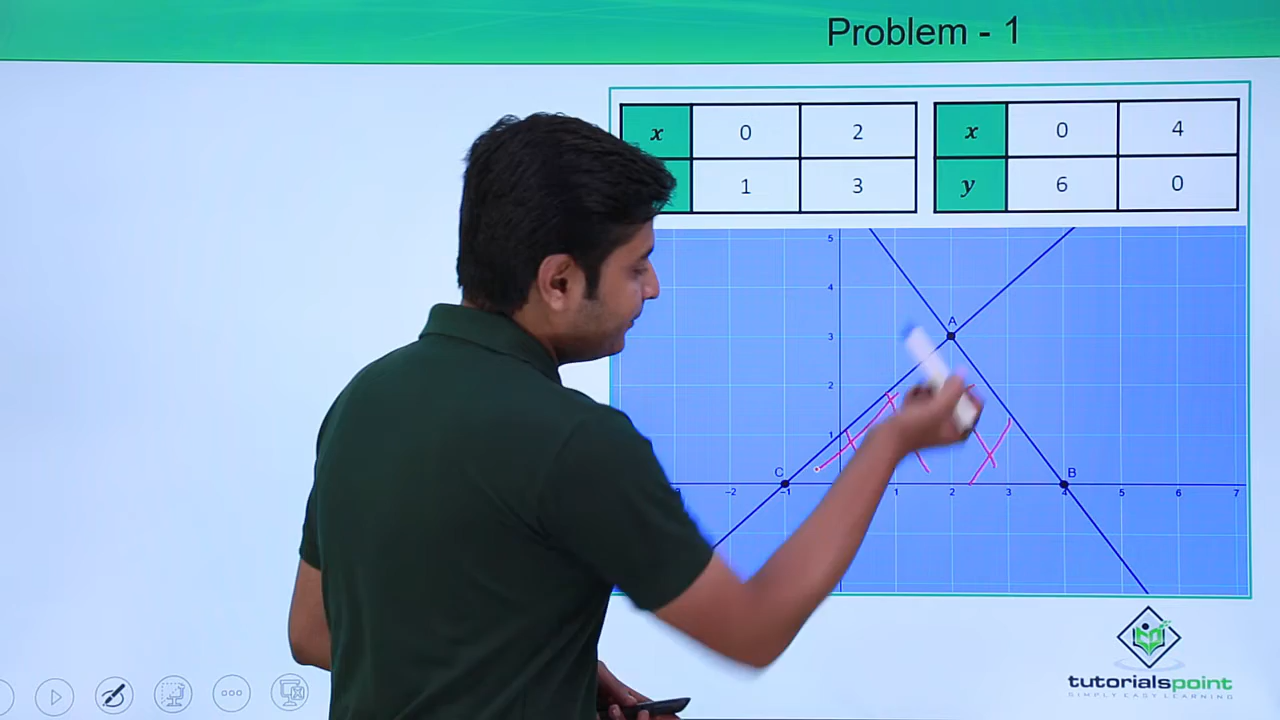 Problem - 1
x 0 2
1 3
x 0 4
y 6 0
5
4
A
3
2
1
C B
-2 -1 1 2 3 4 5 6 7
tutorialspoint
SIMPLY EASY LEARNING